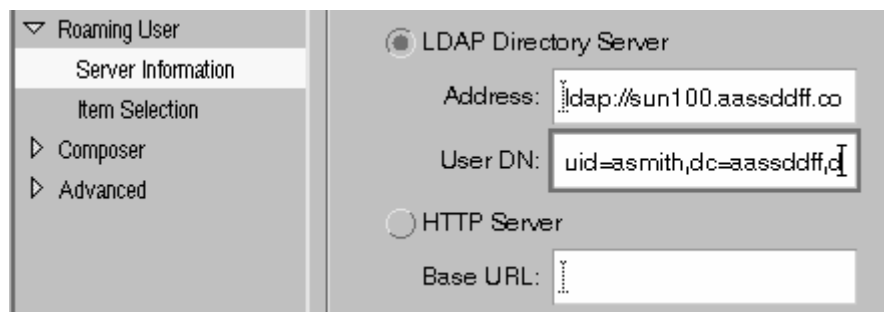 Roaming User
Server Information
Item Selection
Composer
Advanced
LDAP Directory Server
Address: ldap://sun100.aassddff.co
User DN: uid=asmith,dc=aassddff,d
HTTP Server
Base URL: